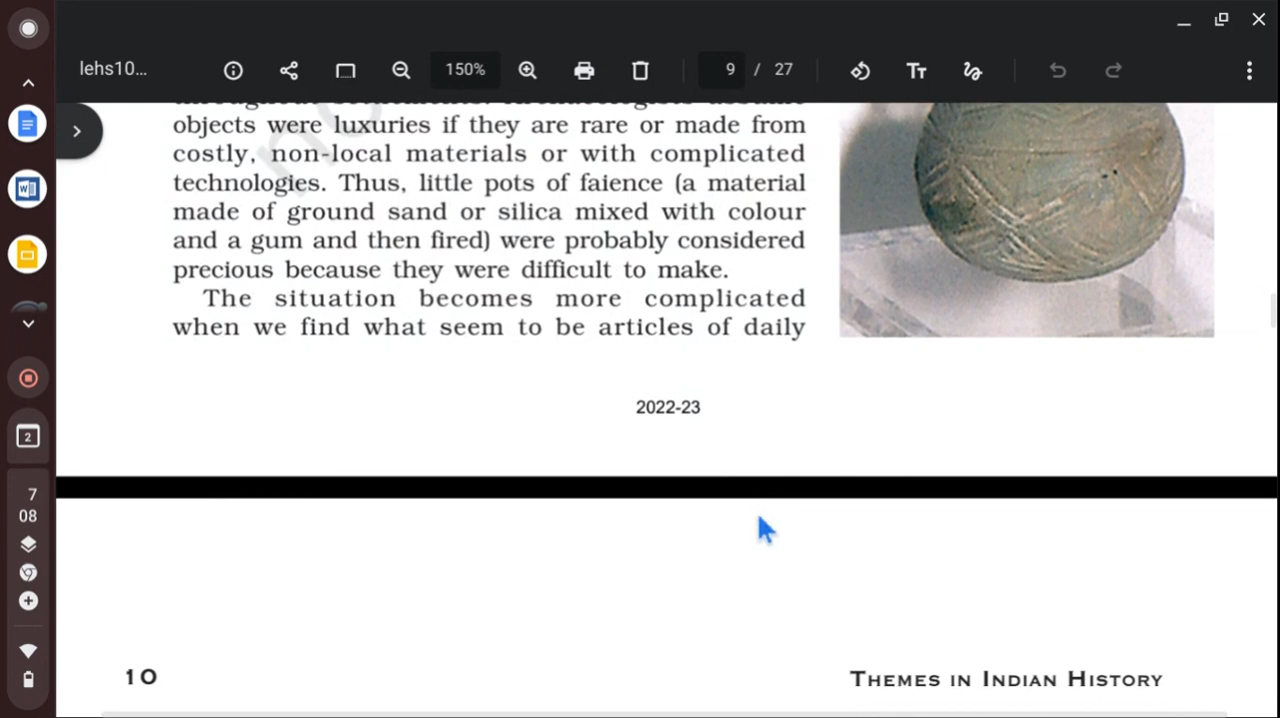 lehs10...
150%
9 / 27
objects were luxuries if they are rare or made from
costly, non-local materials or with complicated
technologies. Thus, little pots of faience (a material
made of ground sand or silica mixed with colour
and a gum and then fired) were probably considered
precious because they were difficult to make.
The situation becomes more complicated
when we find what seem to be articles of daily
2022-23
10
THEMES IN INDIAN HISTORY
2
7
08